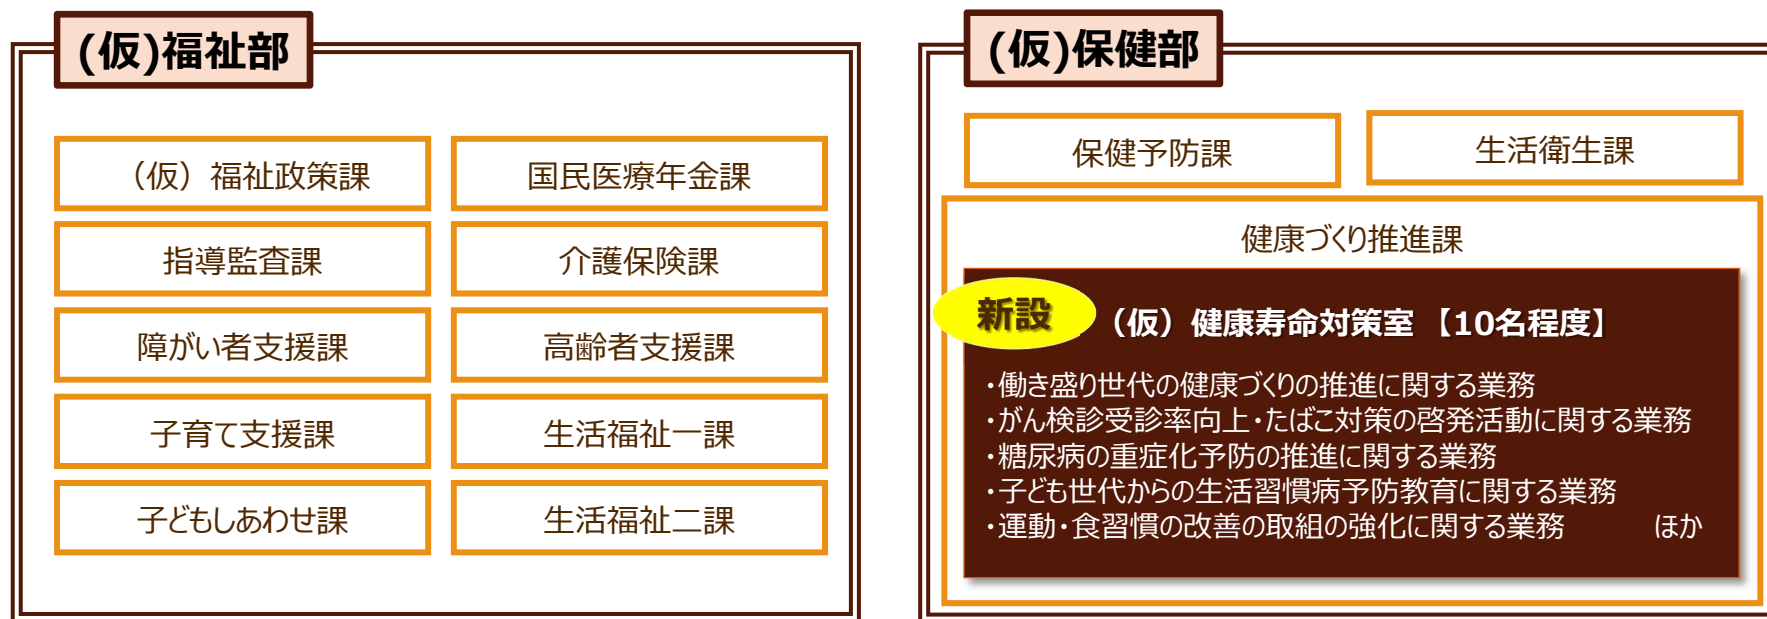 (仮)福祉部
(仮)福祉政策課
国民医療年金課
指導監査課
介護保険課
障がい者支援課
高齢者支援課
子育て支援課
生活福祉一課
子どもしあわせ課
生活福祉二課
(仮)保健部
保健予防課
生活衛生課
健康づくり推進課
新設
(仮)健康寿命対策室【10名程度】
・働き盛り世代の健康づくりの推進に関する業務
・がん検診受診率向上・たばこ対策の啓発活動に関する業務
・糖尿病の重症化予防の推進に関する業務
・子ども世代からの生活習慣病予防教育に関する業務
・運動・食習慣の改善の取組の強化に関する業務 ほか